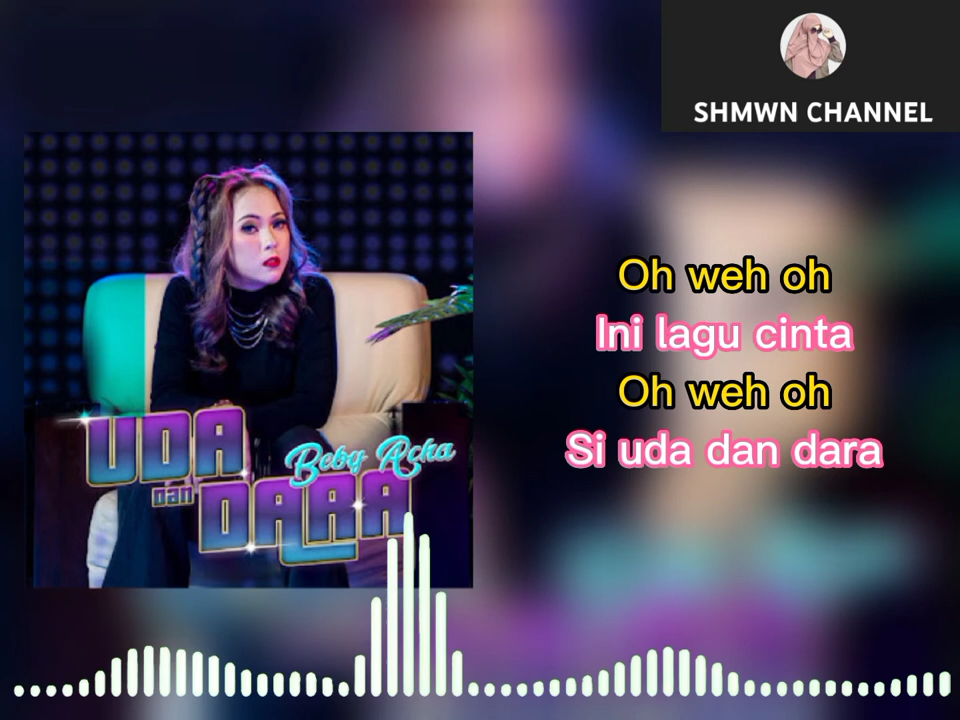 SHMWN CHANNEL
UDA
dan
DARA
Beby Acha
Oh weh oh
Ini lagu cinta
Oh weh oh
Si uda dan dara